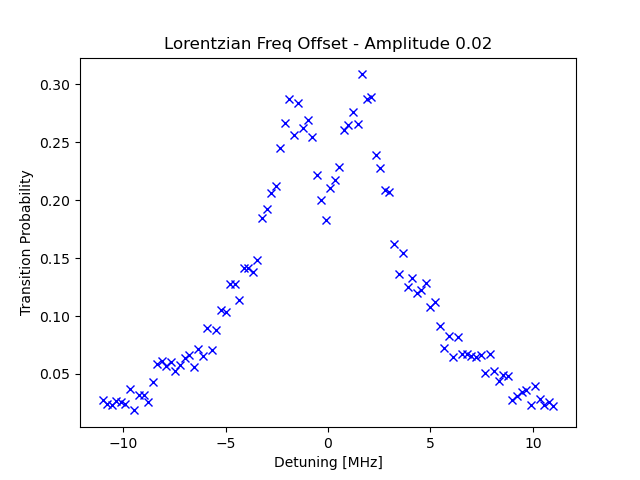 Lorentzian Freq Offset - Amplitude 0.02
Transition Probability
0.30
0.25
0.20
0.15
0.10
0.05
−10 −5 0 5 10
Detuning [MHz]